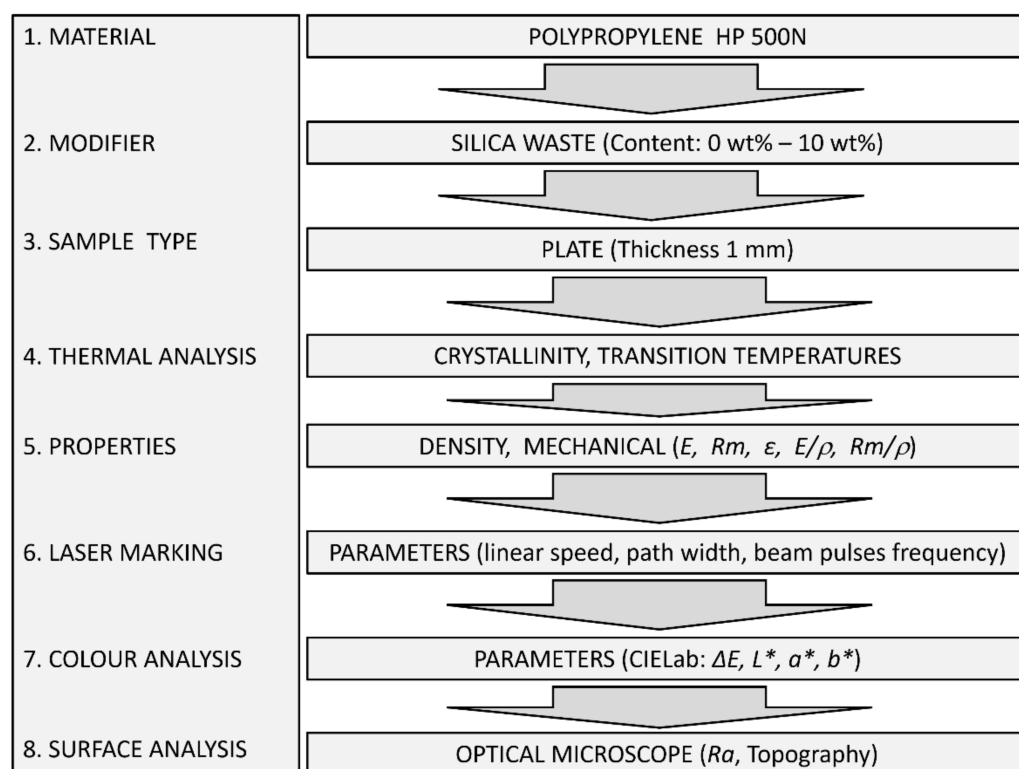 1. MATERIAL
POLYPROPYLENE HP 500N
2. MODIFIER
SILICA WASTE (Content: 0 wt% – 10 wt%)
3. SAMPLE TYPE
PLATE (Thickness 1 mm)
4. THERMAL ANALYSIS
CRYSTALLINITY, TRANSITION TEMPERATURES
5. PROPERTIES
DENSITY, MECHANICAL (E, Rm, ε, E/ρ, Rm/ρ)
6. LASER MARKING
PARAMETERS (linear speed, path width, beam pulses frequency)
7. COLOUR ANALYSIS
PARAMETERS (CIELab: ΔE, L*, a*, b*)
8. SURFACE ANALYSIS
OPTICAL MICROSCOPE (Ra, Topography)